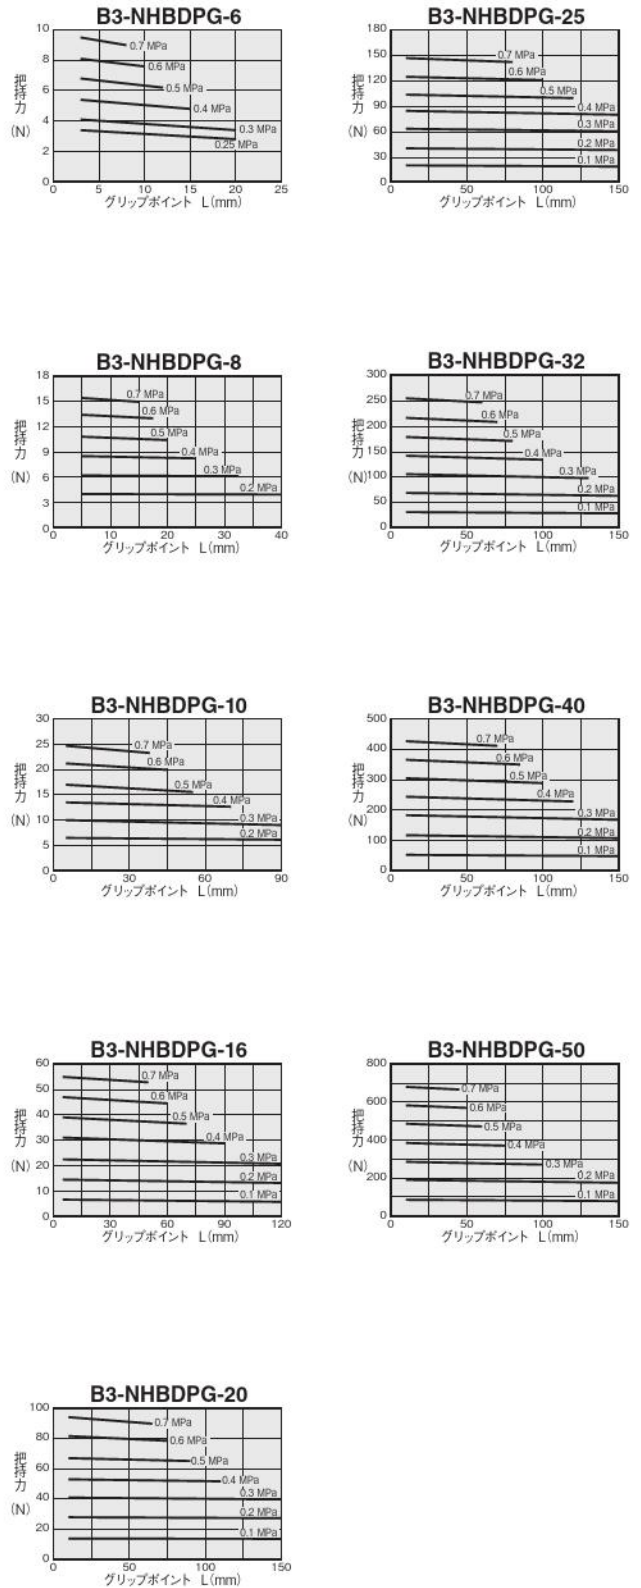 B3-NHBDPG-6
10
8
6
4
2
0
把持力
(N)
0.7 MPa
0.6 MPa
0.5 MPa
0.4 MPa
0.3 MPa
0.25 MPa
0 5 10 15 20 25
グリップポイント L(mm)
B3-NHBDPG-25
180
150
120
90
60
30
0
把持力
(N)
0.7 MPa
0.6 MPa
0.5 MPa
0.4 MPa
0.3 MPa
0.2 MPa
0.1 MPa
0 50 100 150
グリップポイント L(mm)
B3-NHBDPG-8
18
15
12
9
6
3
0
把持力
(N)
0.7 MPa
0.6 MPa
0.5 MPa
0.4 MPa
0.3 MPa
0.2 MPa
0 10 20 30 40
グリップポイント L(mm)
B3-NHBDPG-32
300
250
200
150
100
50
0
把持力
(N)
0.7 MPa
0.6 MPa
0.5 MPa
0.4 MPa
0.3 MPa
0.2 MPa
0.1 MPa
0 50 100 150
グリップポイント L(mm)
B3-NHBDPG-10
30
25
20
15
10
5
0
把持力
(N)
0.7 MPa
0.6 MPa
0.5 MPa
0.4 MPa
0.3 MPa
0.2 MPa
0 30 60 90
グリップポイント L(mm)
B3-NHBDPG-40
500
400
300
200
100
0
把持力
(N)
0.7 MPa
0.6 MPa
0.5 MPa
0.4 MPa
0.3 MPa
0.2 MPa
0.1 MPa
0 50 100 150
グリップポイント L(mm)
B3-NHBDPG-16
60
50
40
30
20
10
0
把持力
(N)
0.7 MPa
0.6 MPa
0.5 MPa
0.4 MPa
0.3 MPa
0.2 MPa
0.1 MPa
0 30 60 90 120
グリップポイント L(mm)
B3-NHBDPG-50
800
600
400
200
0
把持力
(N)
0.7 MPa
0.6 MPa
0.5 MPa
0.4 MPa
0.3 MPa
0.2 MPa
0.1 MPa
0 50 100 150
グリップポイント L(mm)
B3-NHBDPG-20
100
80
60
40
20
0
把持力
(N)
0.7 MPa
0.6 MPa
0.5 MPa
0.4 MPa
0.3 MPa
0.2 MPa
0.1 MPa
0 50 100 150
グリップポイント L(mm)